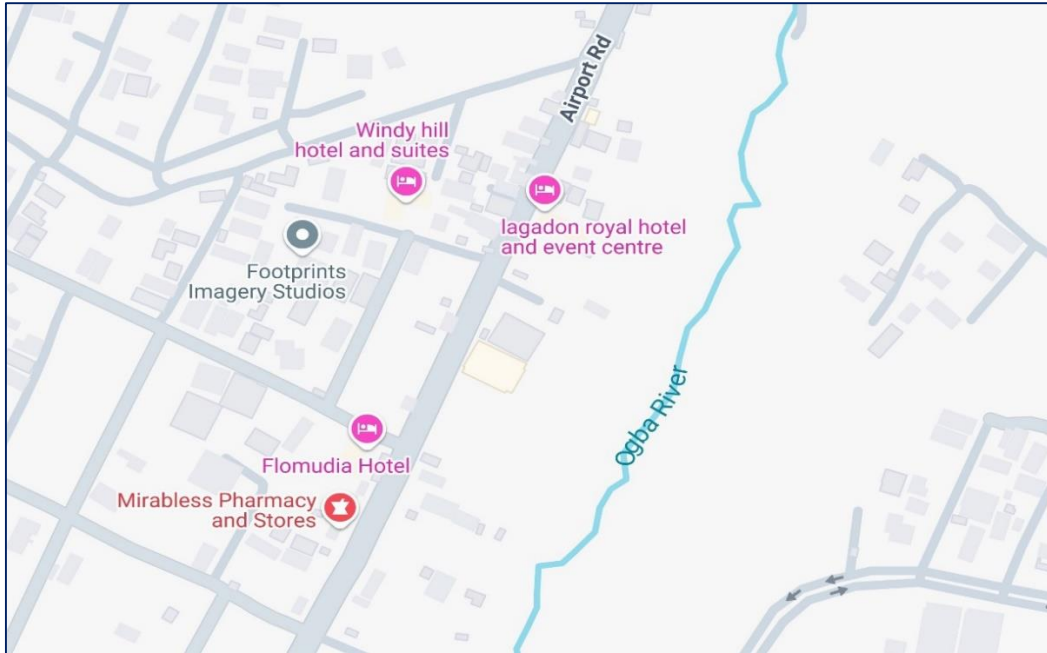 Airport Rd
Windy hill
hotel and suites
lagadon royal hotel
and event centre
Footprints
Imagery Studios
Ogba River
Flomudia Hotel
Mirabless Pharmacy
and Stores